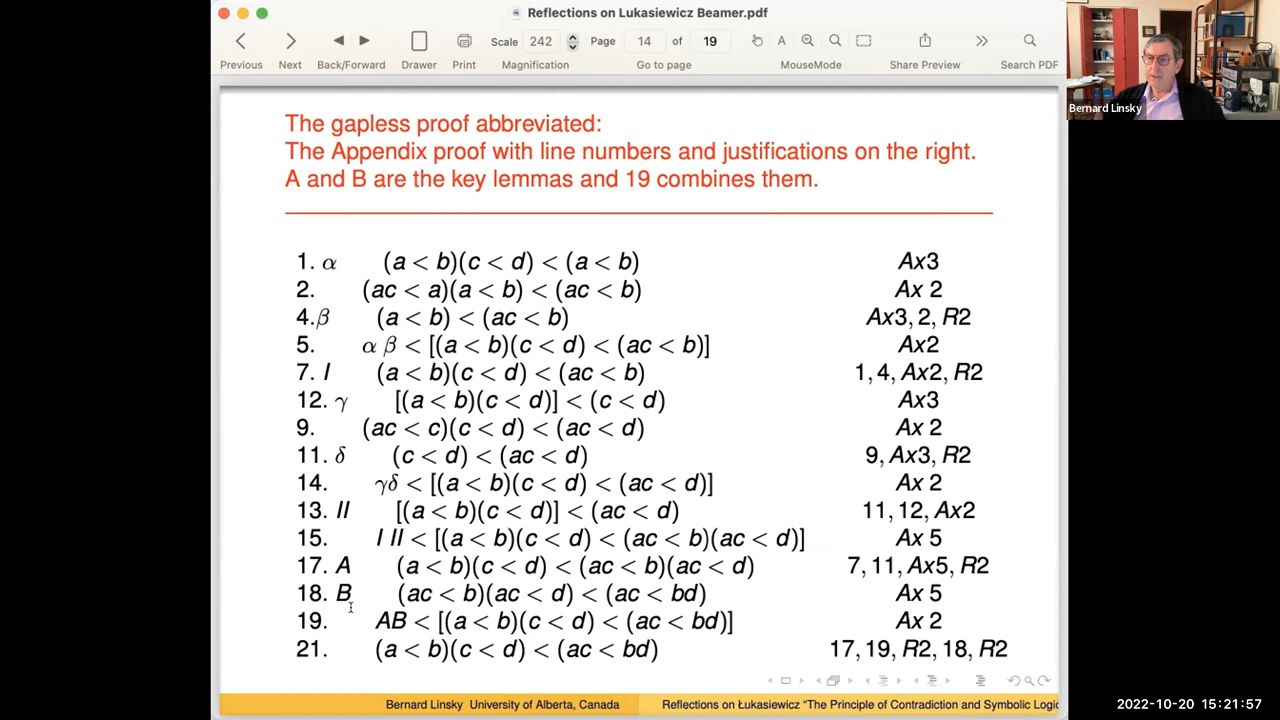 Reflections on Lukasiewicz Beamer.pdf
Scale 242 Page 14 of 19
Previous Next Back/Forward Drawer Print Magnification Go to page MouseMode Share Preview Search PDF
Bernard Linsky
The gapless proof abbreviated:
The Appendix proof with line numbers and justifications on the right.
A and B are the key lemmas and 19 combines them.
1. α (a < b)(c < d) < (a < b) Ax3
2. (ac < a)(a < b) < (ac < b) Ax 2
4.β (a < b) < (ac < b) Ax3, 2, R2
5. α β < [(a < b)(c < d) < (ac < b)] Ax2
7. I (a < b)(c < d) < (ac < b) 1, 4, Ax2, R2
12. γ [(a < b)(c < d)] < (c < d) Ax3
9. (ac < c)(c < d) < (ac < d) Ax 2
11. δ (c < d) < (ac < d) 9, Ax3, R2
14. γδ < [(a < b)(c < d) < (ac < d)] Ax 2
13. II [(a < b)(c < d)] < (ac < d) 11, 12, Ax2
15. I II < [(a < b)(c < d) < (ac < b)(ac < d)] Ax 5
17. A (a < b)(c < d) < (ac < b)(ac < d) 7, 11, Ax5, R2
18. B (ac < b)(ac < d) < (ac < bd) Ax 5
19. AB < [(a < b)(c < d) < (ac < bd)] Ax 2
21. (a < b)(c < d) < (ac < bd) 17, 19, R2, 18, R2
Bernard Linsky University of Alberta, Canada Reflections on Łukasiewicz “The Principle of Contradiction and Symbolic Logic
2022-10-20 15:21:57